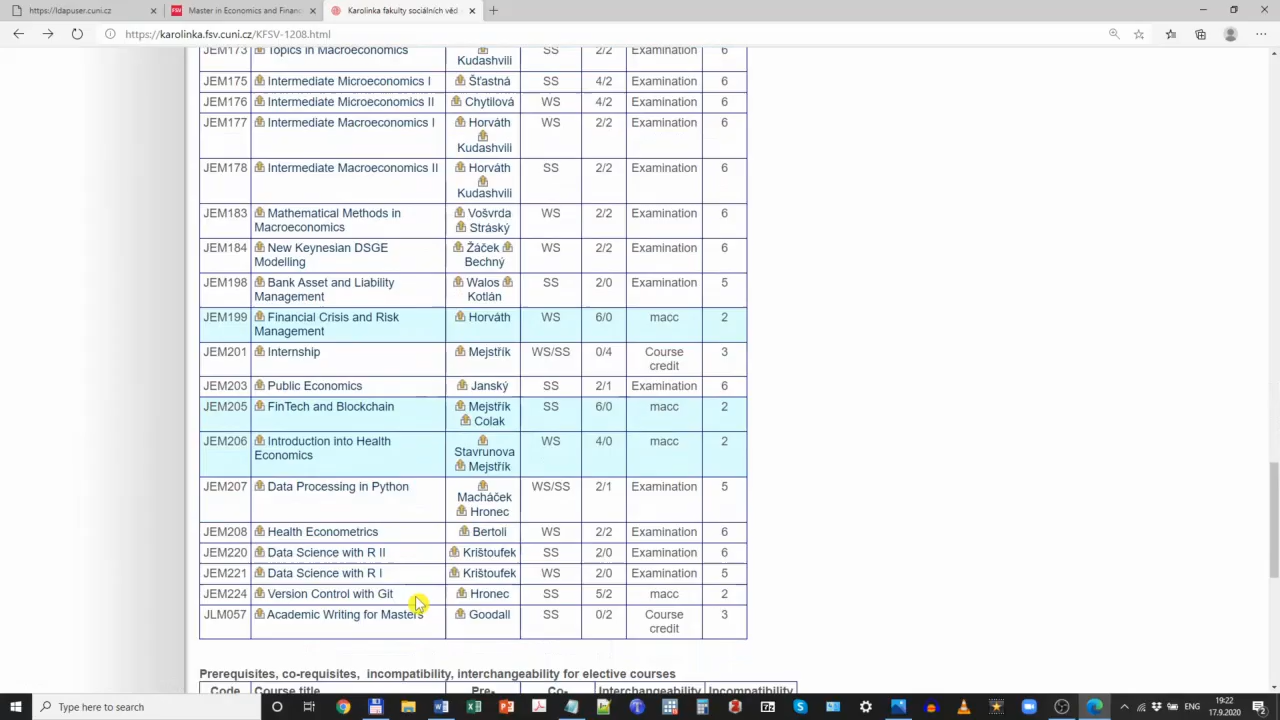 https://ldapuser.cuni.cz
Master in Economics and Financ
Karolinka fakulty sociálních věd
https://karolinka.fsv.cuni.cz/KFSV-1208.html
JEM173 Topics in Macroeconomics Kudashvili SS 2/2 Examination 6
JEM175 Intermediate Microeconomics I Šťastná SS 4/2 Examination 6
JEM176 Intermediate Microeconomics II Chytilová WS 4/2 Examination 6
JEM177 Intermediate Macroeconomics I Horváth WS 2/2 Examination 6
Kudashvili
JEM178 Intermediate Macroeconomics II Horváth SS 2/2 Examination 6
Kudashvili
JEM183 Mathematical Methods in Vošvrda WS 2/2 Examination 6
Macroeconomics Stráský
JEM184 New Keynesian DSGE Žáček WS 2/2 Examination 6
Modelling Bechný
JEM198 Bank Asset and Liability Walos SS 2/0 Examination 5
Management Kotlán
JEM199 Financial Crisis and Risk Horváth WS 6/0 macc 2
Management
JEM201 Internship Mejstřík WS/SS 0/4 Course 3
credit
JEM203 Public Economics Janský SS 2/1 Examination 6
JEM205 FinTech and Blockchain Mejstřík SS 6/0 macc 2
Colak
JEM206 Introduction into Health WS 4/0 macc 2
Economics Stavrunova
Mejstřík
JEM207 Data Processing in Python WS/SS 2/1 Examination 5
Macháček
Hronec
JEM208 Health Econometrics Bertoli WS 2/2 Examination 6
JEM220 Data Science with R II Krištoufek SS 2/0 Examination 6
JEM221 Data Science with R I Krištoufek WS 2/0 Examination 5
JEM224 Version Control with Git Hronec SS 5/2 macc 2
JLM057 Academic Writing for Masters Goodall SS 0/2 Course 3
credit
Prerequisites, co-requisites, incompatibility, interchangeability for elective courses
Code Course title Pre- Co- Interchangeability Incompatibility
Type here to search
ENG
19:22
17.9.2020